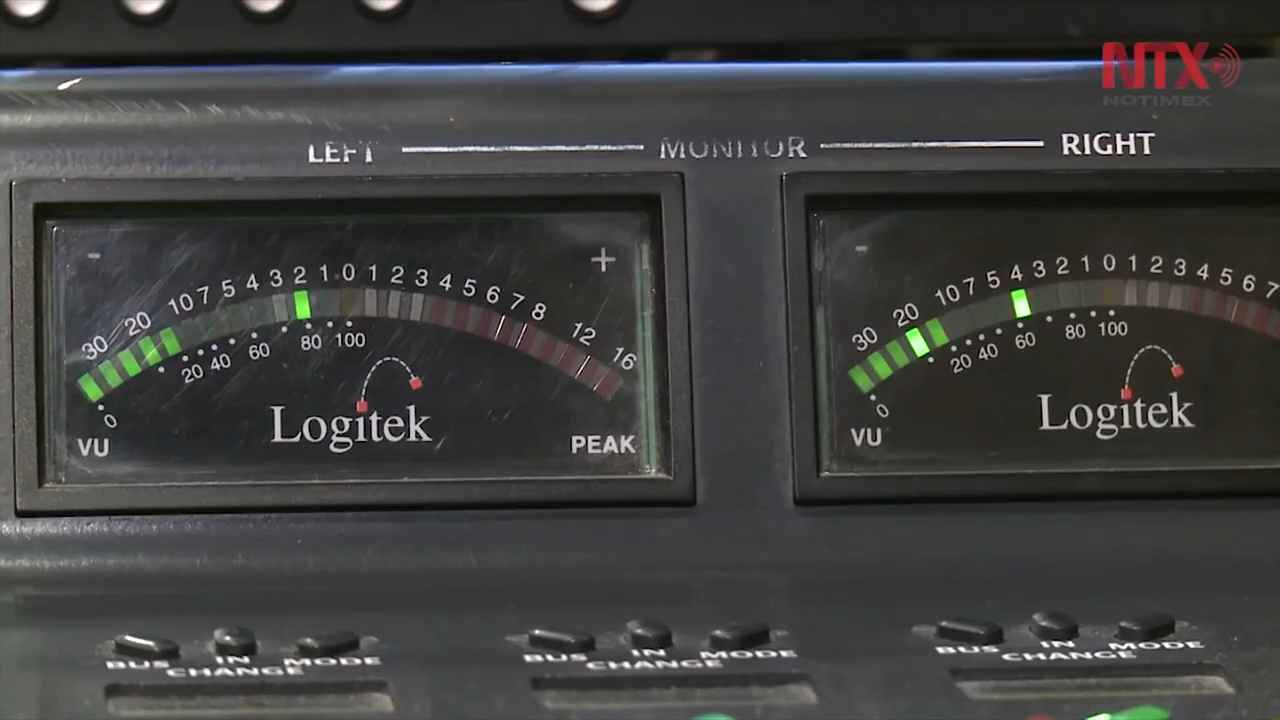 NTX
NOTIMEX
LEFT MONITOR RIGHT
- +
30 20 10 7 5 4 3 2 1 0 1 2 3 4 5 6 7 8 12 16
0 20 40 60 80 100
Logitek
VU PEAK
-
30 20 10 7 5 4 3 2 1 0 1 2 3 4 5 6 7
0 20 40 60 80 100
Logitek
VU
BUS IN MODE
CHANGE
BUS IN MODE
CHANGE
BUS IN MODE
CHANGE